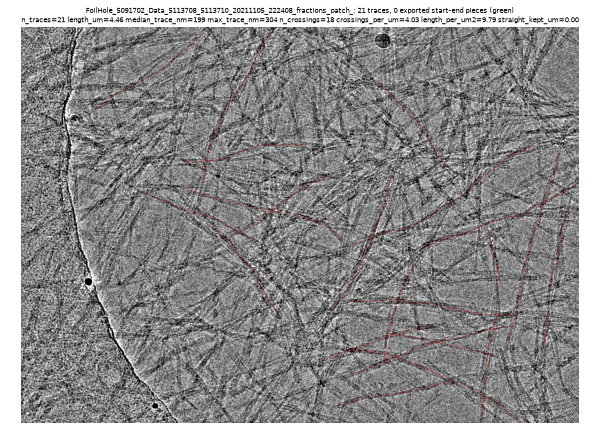 FoilHole_5091702_Data_5113708_5113710_20211105_222408_fractions_patch_: 21 traces, 0 exported start-end pieces (green)
n_traces=21 length_um=4.46 median_trace_nm=199 max_trace_nm=304 n_crossings=18 crossings_per_um=4.03 length_per_um2=9.79 straight_kept_um=0.00